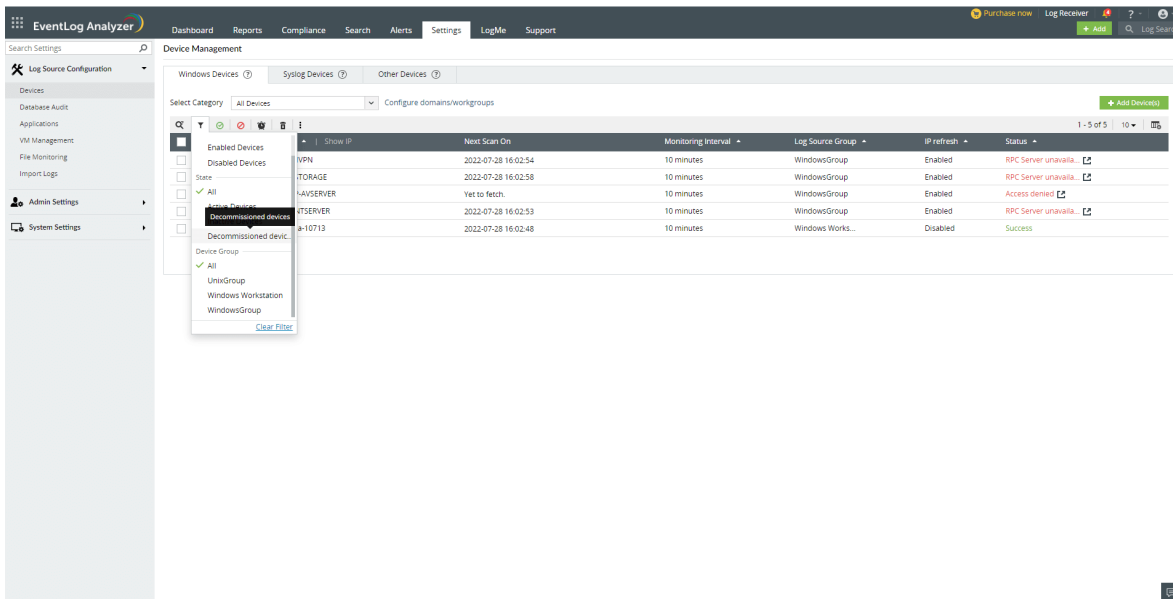 Purchase now Log Receiver ?
EventLog Analyzer
Dashboard Reports Compliance Search Alerts Settings LogMe Support
+ Add Log Sear
Search Settings
Device Management
Log Source Configuration
Windows Devices ? Syslog Devices ? Other Devices ?
Devices
Database Audit
Applications
VM Management
File Monitoring
Import Logs
Admin Settings
System Settings
Select Category All Devices Configure domains/workgroups
+ Add Device(s)
1 - 5 of 5 10
| Show IP Next Scan On Monitoring Interval Log Source Group IP refresh Status
VPN 2022-07-28 16:02:54 10 minutes WindowsGroup Enabled RPC Server unavaila...
TORAGE 2022-07-28 16:02:58 10 minutes WindowsGroup Enabled RPC Server unavaila...
-AVSERVER Yet to fetch. 10 minutes WindowsGroup Enabled Access denied
NTSERVER 2022-07-28 16:02:53 10 minutes WindowsGroup Enabled RPC Server unavaila...
a-10713 2022-07-28 16:02:48 10 minutes Windows Works... Disabled Success
Enabled Devices
Disabled Devices
State
All
Active Devices
Decommissioned devices
Decommissioned devic...
Device Group
All
UnixGroup
Windows Workstation
WindowsGroup
Clear Filter